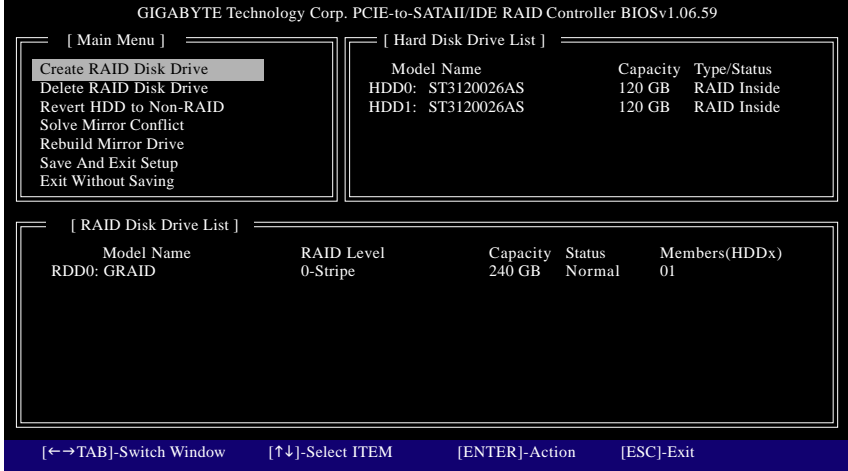 GIGABYTE Technology Corp. PCIE-to-SATAII/IDE RAID Controller BIOSv1.06.59
[ Main Menu ]
Create RAID Disk Drive
Delete RAID Disk Drive
Revert HDD to Non-RAID
Solve Mirror Conflict
Rebuild Mirror Drive
Save And Exit Setup
Exit Without Saving
[ Hard Disk Drive List ]
Model Name Capacity Type/Status
HDD0: ST3120026AS 120 GB RAID Inside
HDD1: ST3120026AS 120 GB RAID Inside
[ RAID Disk Drive List ]
Model Name RAID Level Capacity Status Members(HDDx)
RDD0: GRAID 0-Stripe 240 GB Normal 01
[←→TAB]-Switch Window [↑↓]-Select ITEM [ENTER]-Action [ESC]-Exit